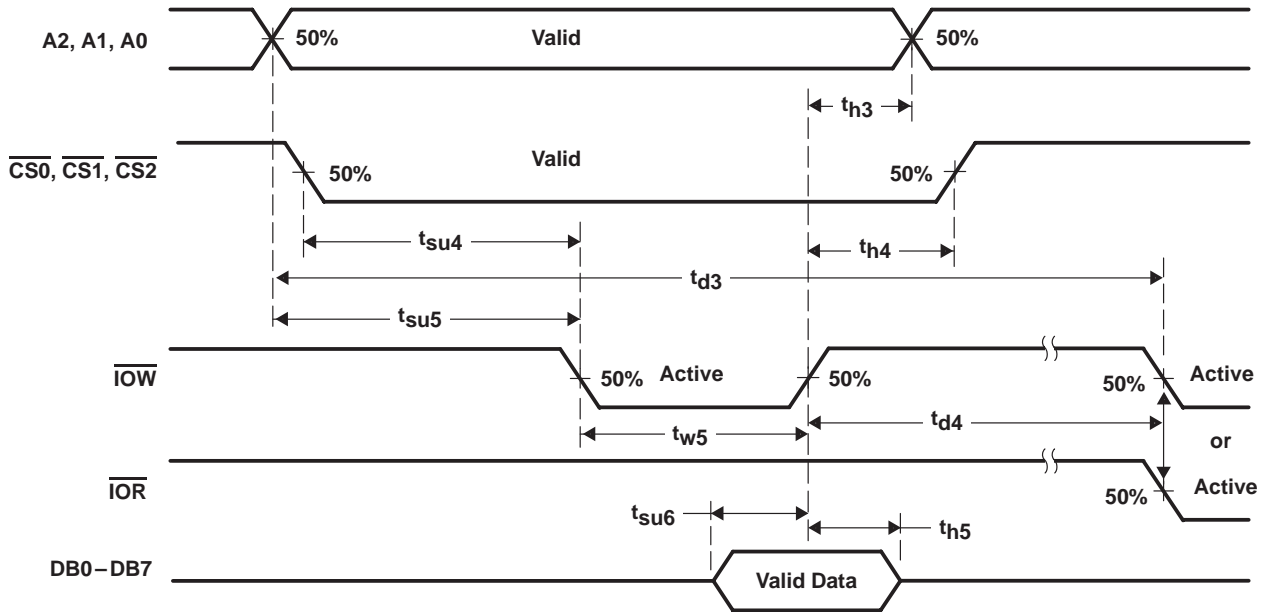 A2, A1, A0
50%
Valid
50%
th3
CS0, CS1, CS2
50%
Valid
50%
tsu4
th4
td3
tsu5
IOW
50%
Active
50%
50%
Active
tw5
td4
or
IOR
50%
Active
tsu6
th5
DB0–DB7
Valid Data